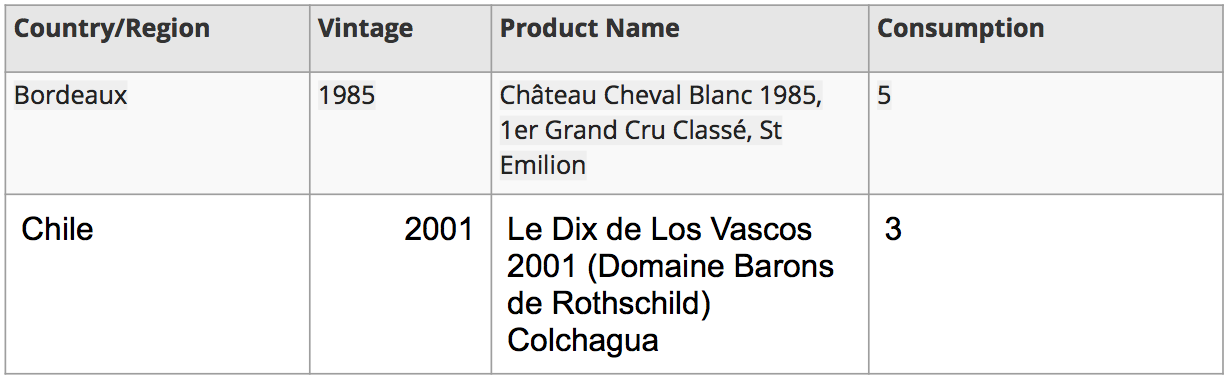 Country/Region Vintage Product Name Consumption
Bordeaux 1985 Château Cheval Blanc 1985, 5
1er Grand Cru Classé, St
Emilion
Chile 2001 Le Dix de Los Vascos 3
2001 (Domaine Barons
de Rothschild)
Colchagua